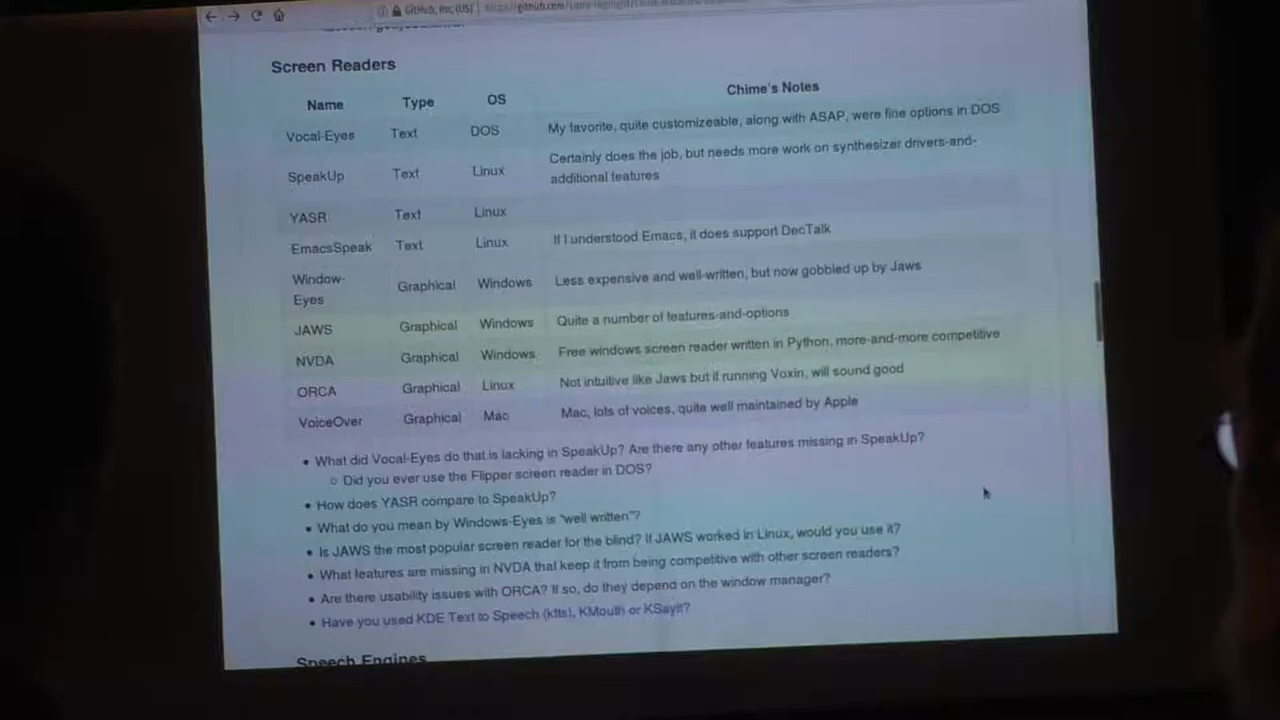 GitHub, Inc. (US)
Screen Readers
Name Type OS Chime's Notes
Vocal-Eyes Text DOS My favorite, quite customizeable, along with ASAP, were fine options in DOS
SpeakUp Text Linux Certainly does the job, but needs more work on synthesizer drivers-and-
additional features
YASR Text Linux
EmacsSpeak Text Linux If I understood Emacs, it does support DecTalk
Window-
Eyes Graphical Windows Less expensive and well-written, but now gobbled up by Jaws
JAWS Graphical Windows Quite a number of features-and-options
NVDA Graphical Windows Free windows screen reader written in Python, more-and-more competitive
ORCA Graphical Linux Not intuitive like Jaws but if running Voxin, will sound good
VoiceOver Graphical Mac Mac, lots of voices, quite well maintained by Apple
• What did Vocal-Eyes do that is lacking in SpeakUp? Are there any other features missing in SpeakUp?
○ Did you ever use the Flipper screen reader in DOS?
• How does YASR compare to SpeakUp?
• What do you mean by Windows-Eyes is "well written"?
• Is JAWS the most popular screen reader for the blind? If JAWS worked in Linux, would you use it?
• What features are missing in NVDA that keep it from being competitive with other screen readers?
• Are there usability issues with ORCA? If so, do they depend on the window manager?
• Have you used KDE Text to Speech (ktts), KMouth or KSayIt?
Speech Engines